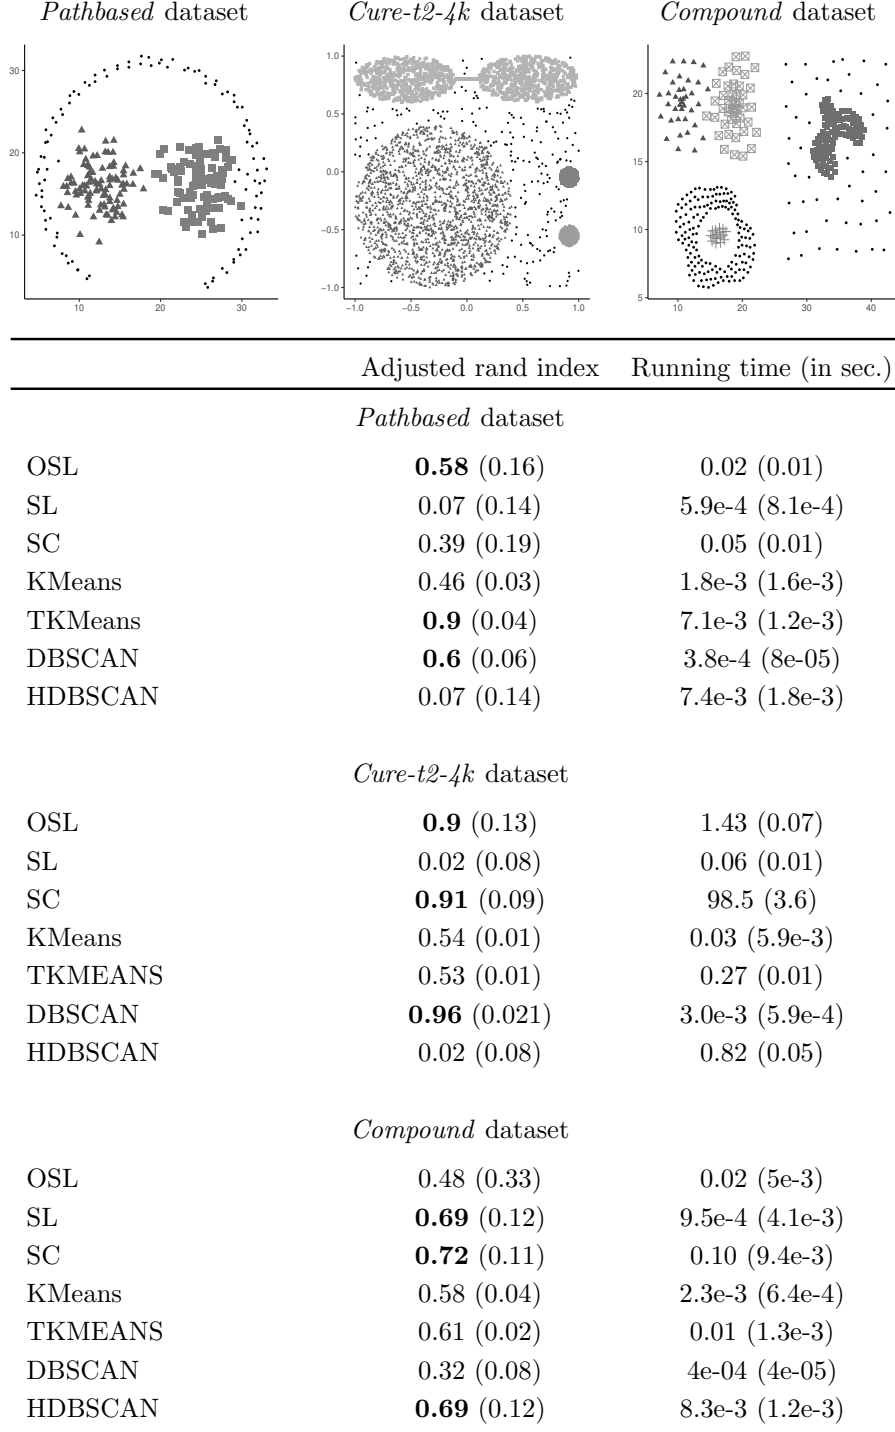 Pathbased dataset Cure-t2-4k dataset Compound dataset
30
20
10
10 20 30
1.0
0.5
0.0
−0.5
−1.0
−1.0 −0.5 0.0 0.5 1.0
20
15
10
5
10 20 30 40
Adjusted rand index Running time (in sec.)
Pathbased dataset
OSL 0.58 (0.16) 0.02 (0.01)
SL 0.07 (0.14) 5.9e-4 (8.1e-4)
SC 0.39 (0.19) 0.05 (0.01)
KMeans 0.46 (0.03) 1.8e-3 (1.6e-3)
TKMeans 0.9 (0.04) 7.1e-3 (1.2e-3)
DBSCAN 0.6 (0.06) 3.8e-4 (8e-05)
HDBSCAN 0.07 (0.14) 7.4e-3 (1.8e-3)
Cure-t2-4k dataset
OSL 0.9 (0.13) 1.43 (0.07)
SL 0.02 (0.08) 0.06 (0.01)
SC 0.91 (0.09) 98.5 (3.6)
KMeans 0.54 (0.01) 0.03 (5.9e-3)
TKMEANS 0.53 (0.01) 0.27 (0.01)
DBSCAN 0.96 (0.021) 3.0e-3 (5.9e-4)
HDBSCAN 0.02 (0.08) 0.82 (0.05)
Compound dataset
OSL 0.48 (0.33) 0.02 (5e-3)
SL 0.69 (0.12) 9.5e-4 (4.1e-3)
SC 0.72 (0.11) 0.10 (9.4e-3)
KMeans 0.58 (0.04) 2.3e-3 (6.4e-4)
TKMEANS 0.61 (0.02) 0.01 (1.3e-3)
DBSCAN 0.32 (0.08) 4e-04 (4e-05)
HDBSCAN 0.69 (0.12) 8.3e-3 (1.2e-3)